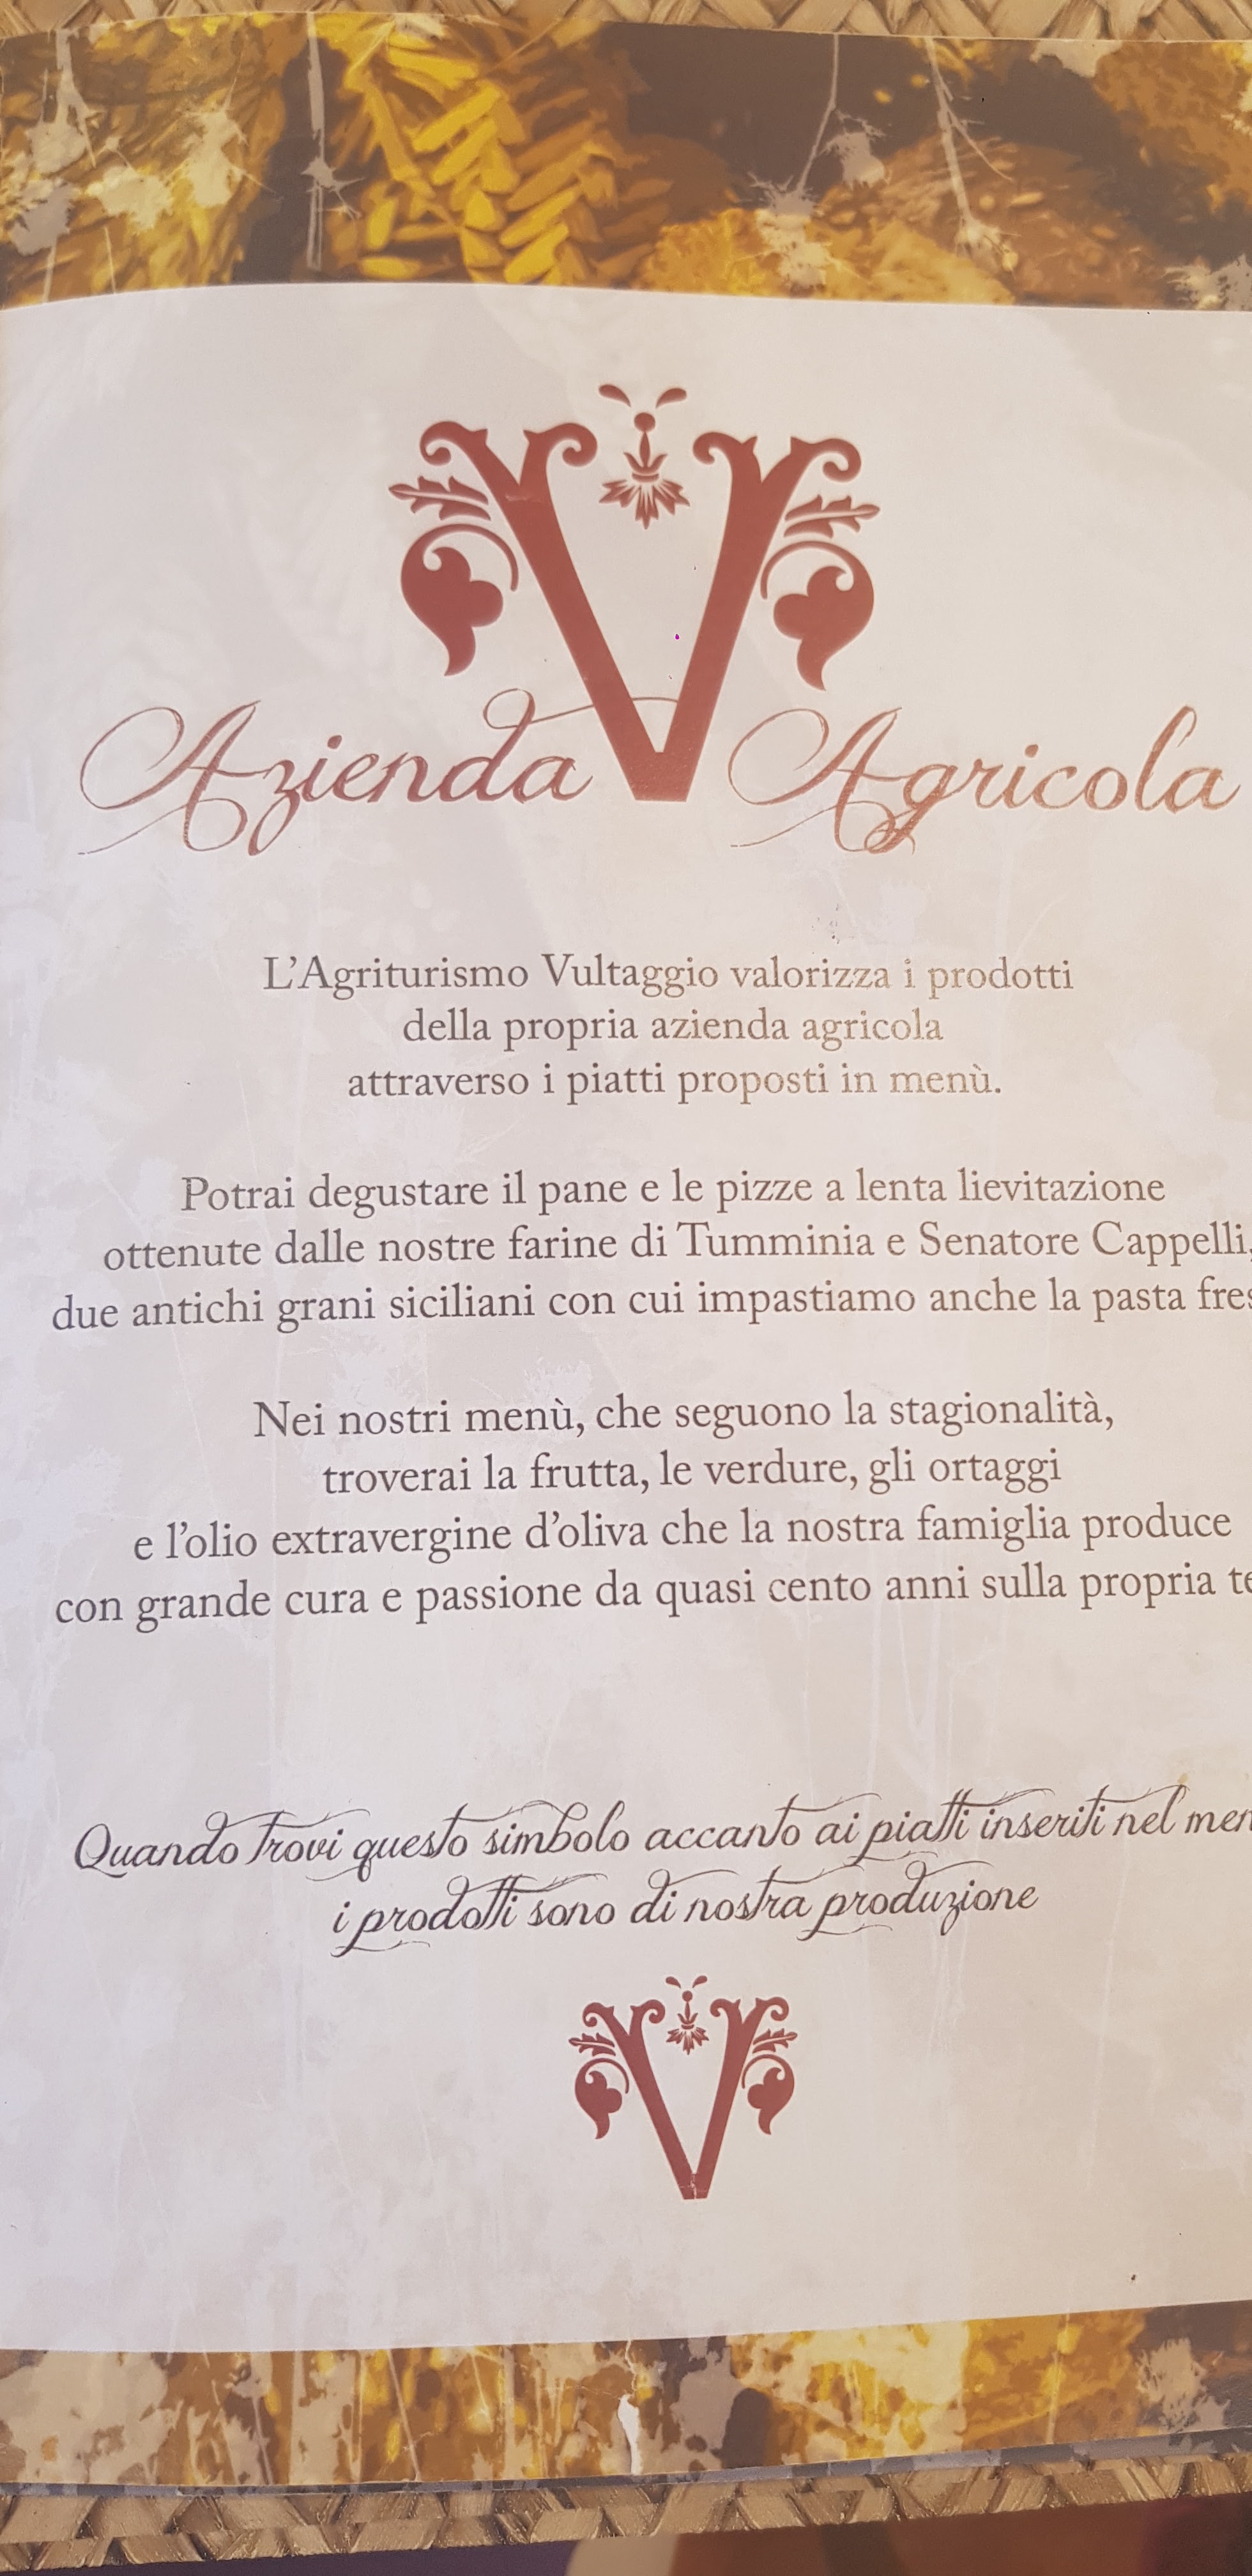 V
Azienda Agricola
L'Agriturismo Vultaggio valorizza i prodotti
della propria azienda agricola
attraverso i piatti proposti in menù.
Potrai degustare il pane e le pizze a lenta lievitazione
ottenute dalle nostre farine di Tumminia e Senatore Cappelli,
due antichi grani siciliani con cui impastiamo anche la pasta
Nei nostri menù, che seguono la stagionalità,
troverai la frutta, le verdure, gli ortaggi
e l'olio extravergine d'oliva che la nostra famiglia produce
con grande cura e passione da quasi cento anni sulla propria
Quando trovi questo simbolo accanto ai piatti inseriti nel
i prodotti sono di nostra produzione
V